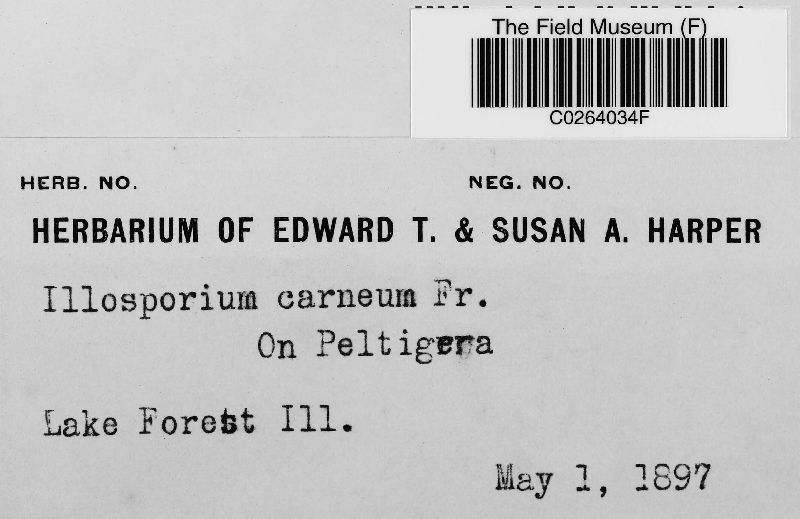 The Field Museum (F)
C0264034F
HERB. NO. NEG. NO.
HERBARIUM OF EDWARD T. & SUSAN A. HARPER
Illosporium carneum Fr.
On Peltigera
Lake Forest Ill.
May 1, 1897